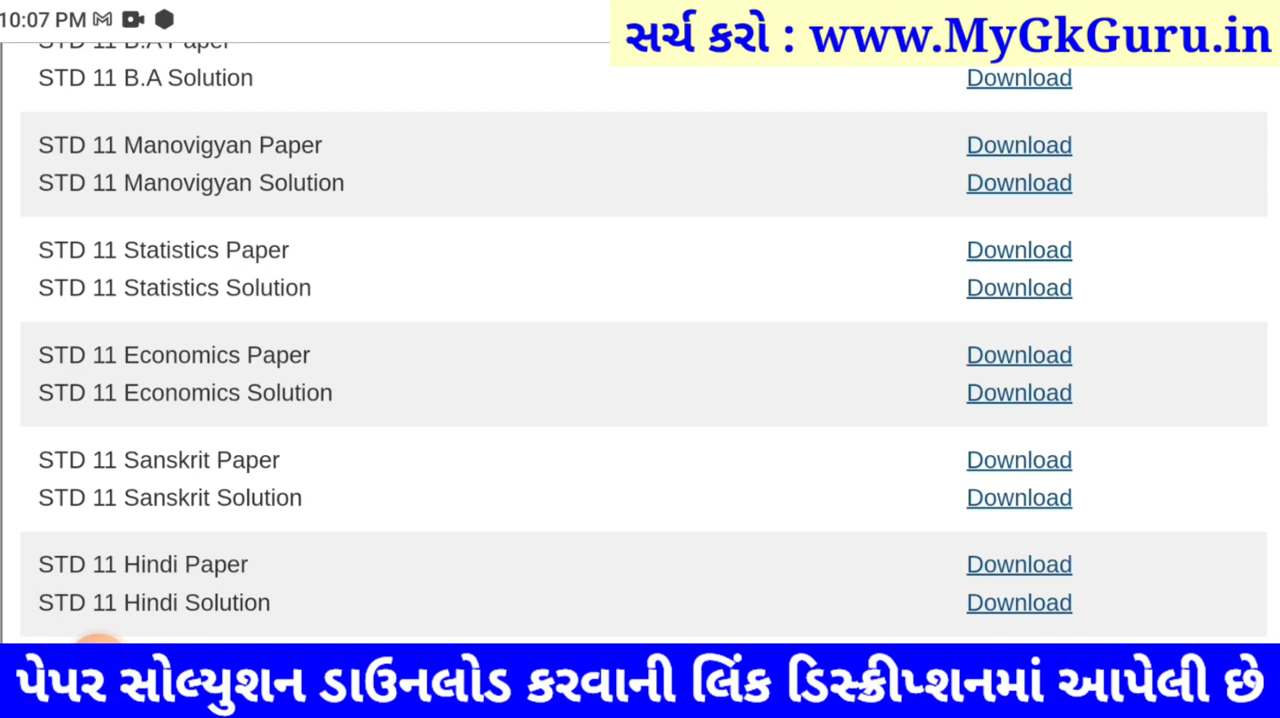 10:07 PM
સર્ચ કરો : www.MyGkGuru.in
STD 11 B.A Paper
STD 11 B.A Solution Download
STD 11 Manovigyan Paper Download
STD 11 Manovigyan Solution Download
STD 11 Statistics Paper Download
STD 11 Statistics Solution Download
STD 11 Economics Paper Download
STD 11 Economics Solution Download
STD 11 Sanskrit Paper Download
STD 11 Sanskrit Solution Download
STD 11 Hindi Paper Download
STD 11 Hindi Solution Download
પેપર સોલ્યુશન ડાઉનલોડ કરવાની લિંક ડિસ્ક્રીપ્શનમાં આપેલી છે